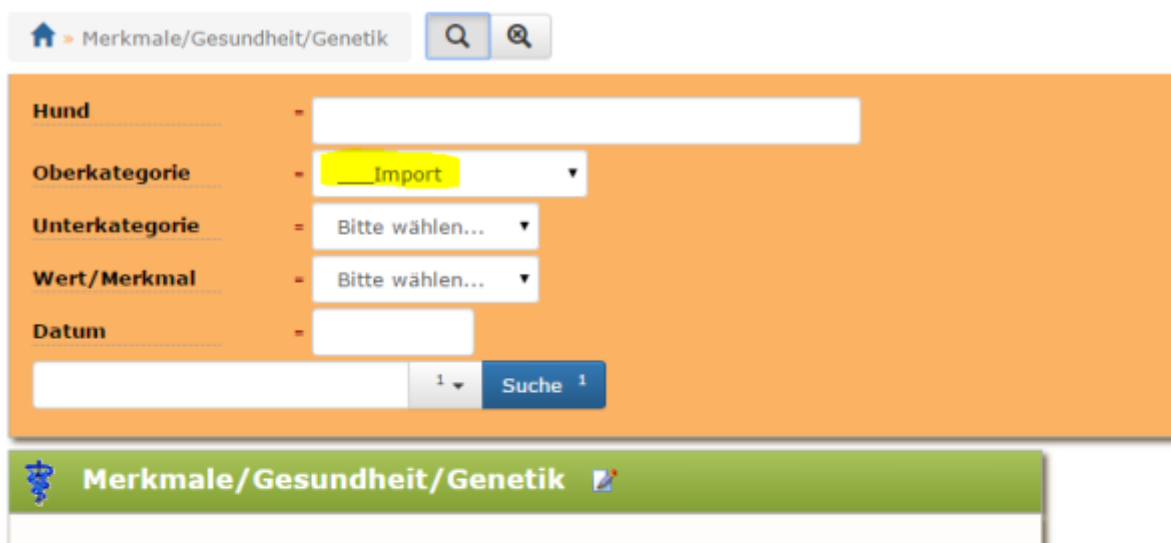 » Merkmale/Gesundheit/Genetik
Hund =
Oberkategorie = ___Import
Unterkategorie = Bitte wählen...
Wert/Merkmal = Bitte wählen...
Datum =
1 Suche 1
Merkmale/Gesundheit/Genetik